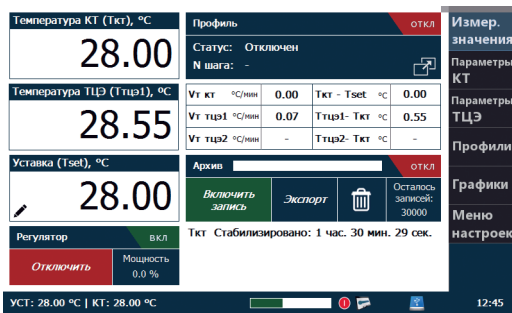 Температура КТ (Ткт), °C
28.00
Температура ТЦЭ (Ттцэ1), °C
28.55
Уставка (Tset), °C
28.00
Регулятор вкл
Отключить
Мощность
0.0 %
Профиль откл
Статус: Отключен
N шага: -
Vт кт °C/мин 0.00 Tкт - Tset °C 0.00
Vт тцэ1 °C/мин 0.07 Ттцэ1- Ткт °C 0.55
Vт тцэ2 °C/мин - Ттцэ2- Ткт °C -
Архив откл
Включить
запись
Экспорт
Осталось
записей:
30000
Ткт Стабилизировано: 1 час. 30 мин. 29 сек.
Измер.
значения
Параметры
КТ
Параметры
ТЦЭ
Профили
Графики
Меню
настроек
УСТ: 28.00 °C | КТ: 28.00 °C
12:45